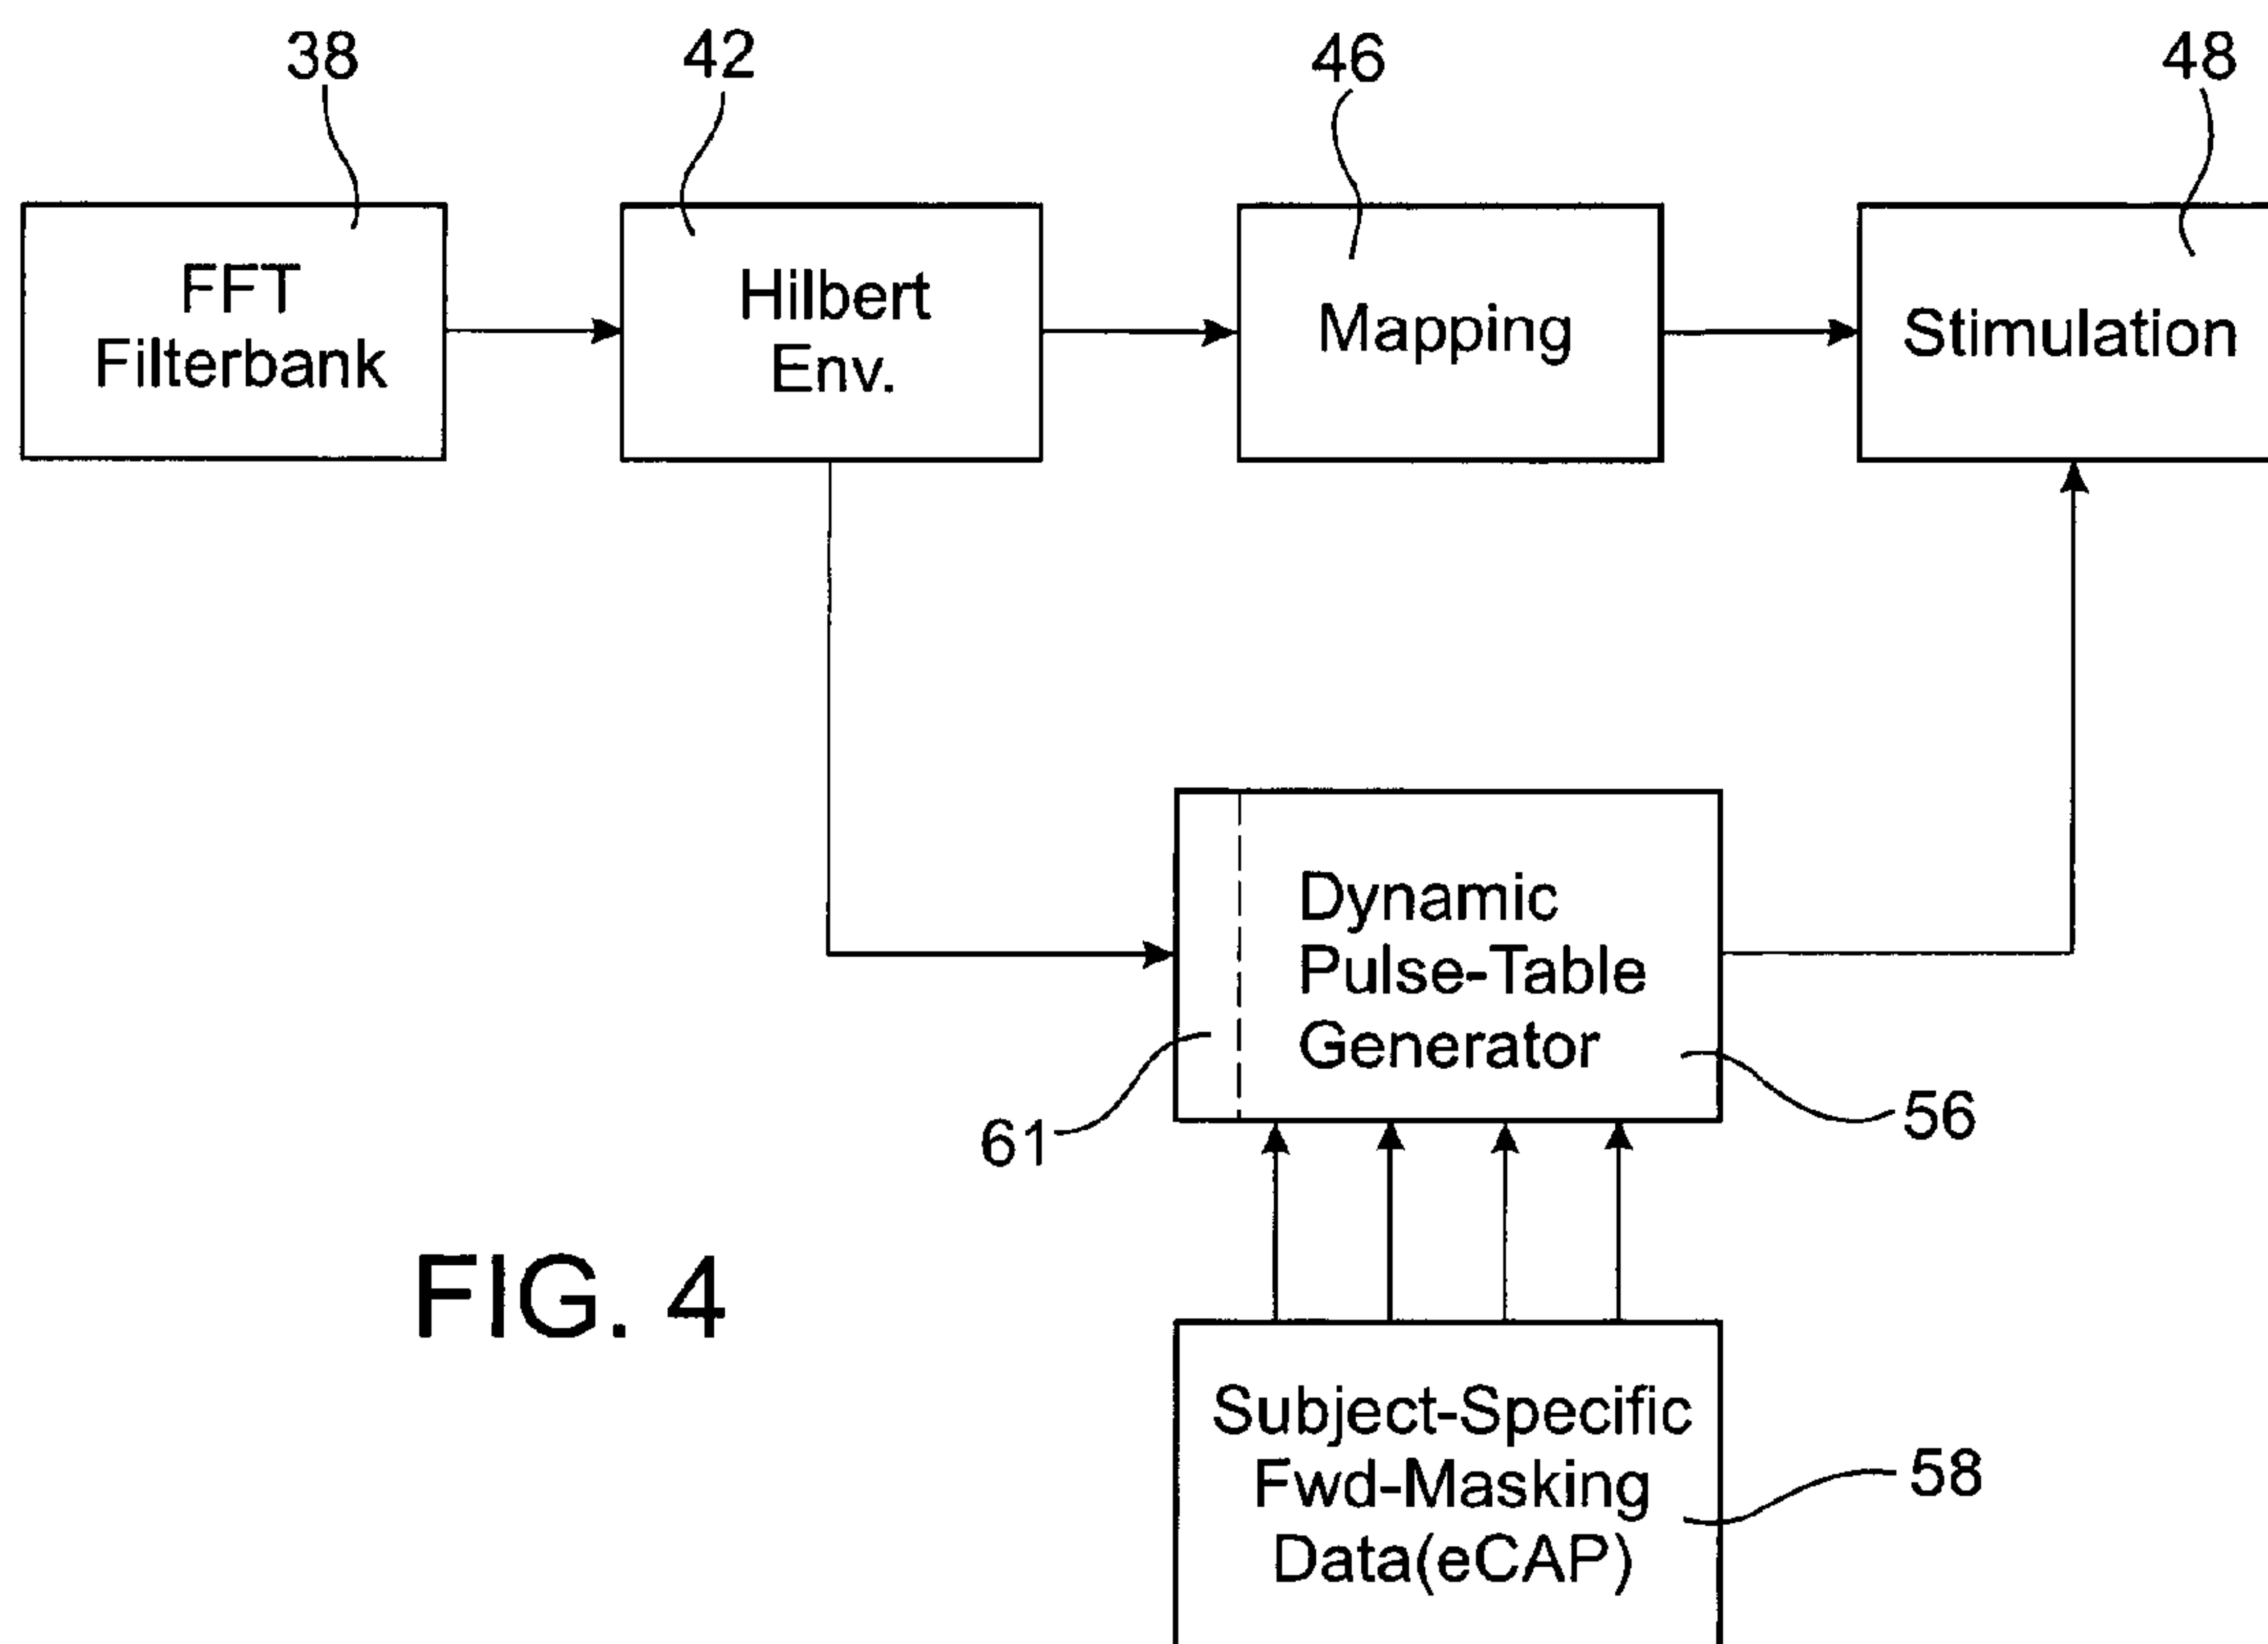 38
42
46
48
FFT
Filterbank
Hilbert
Env.
Mapping
Stimulation
Dynamic
Pulse-Table
Generator
61
56
FIG. 4
Subject-Specific
Fwd-Masking
Data(eCAP)
58